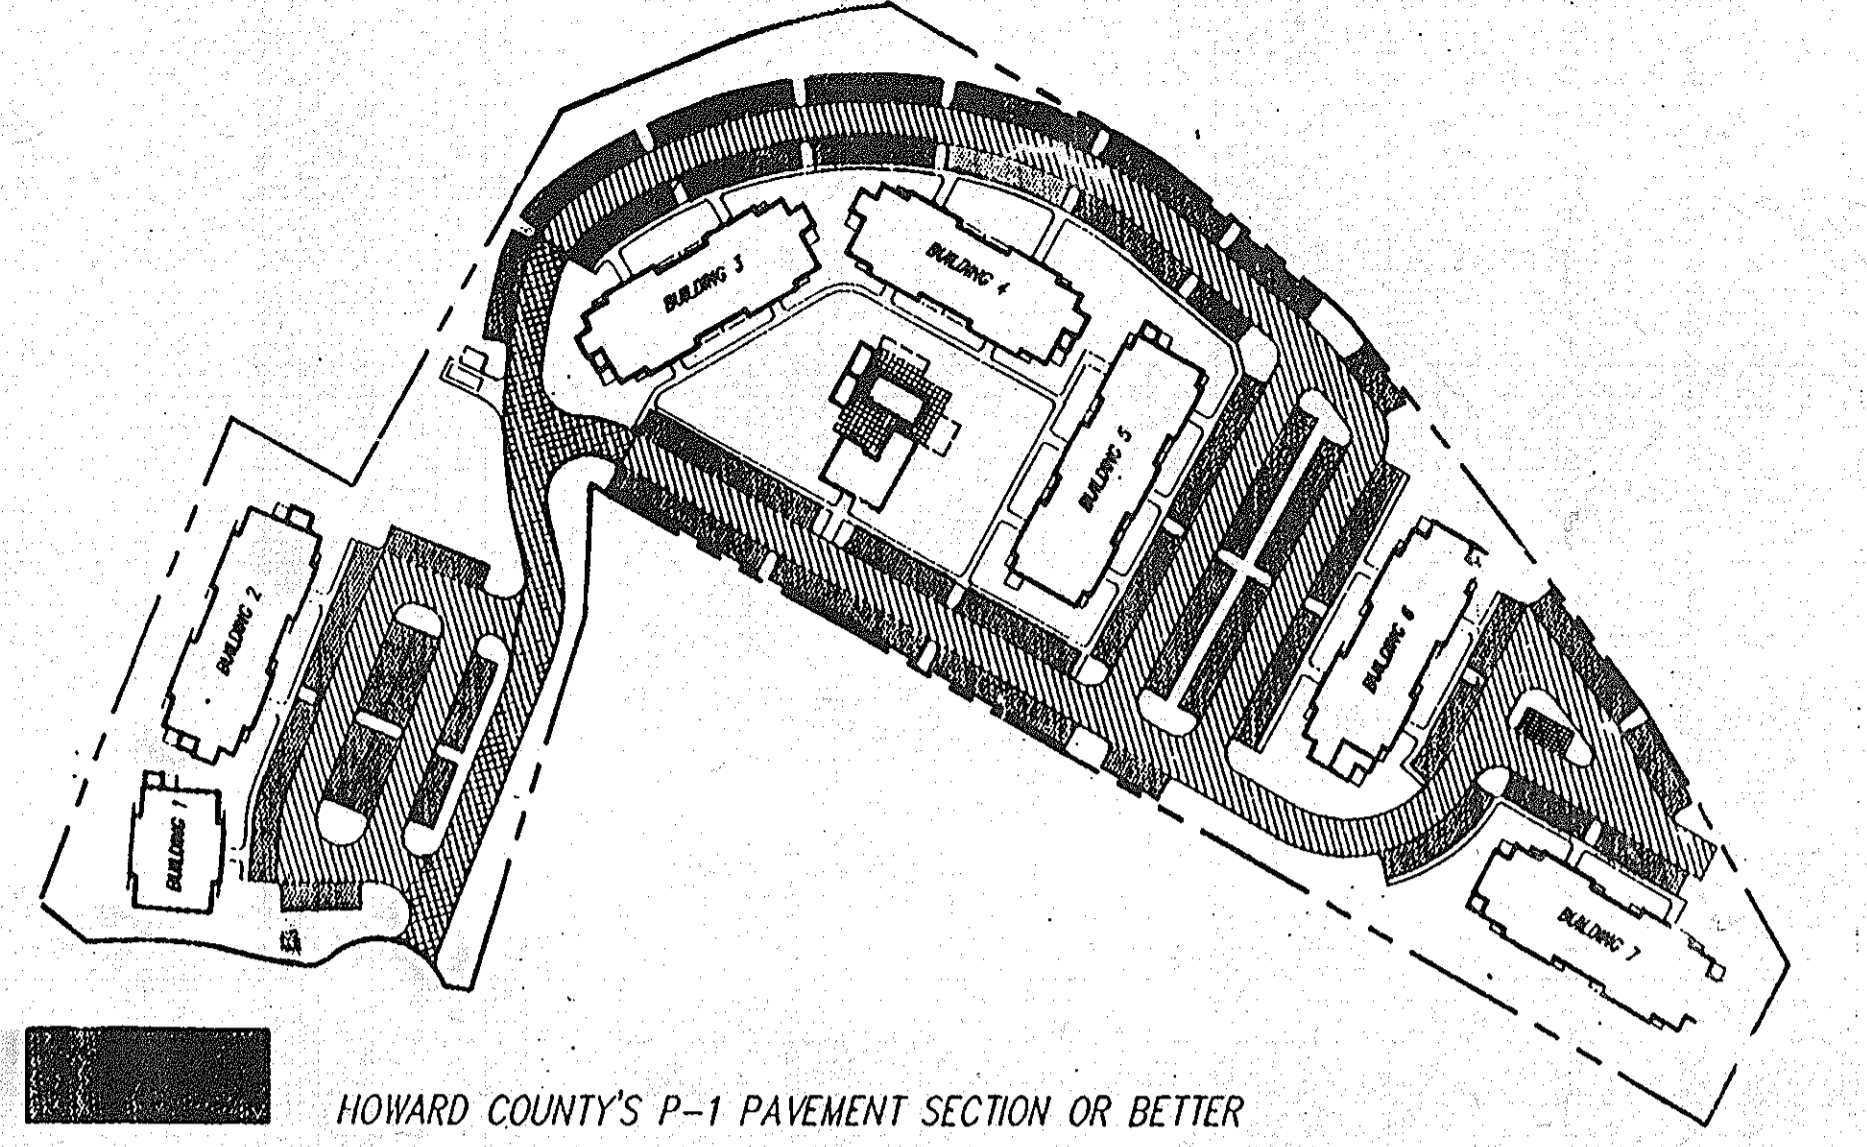 BUILDING 3
BUILDING 4
BUILDING 5
BUILDING 2
BUILDING 6
BUILDING 1
BUILDING 7
HOWARD COUNTY'S P-1 PAVEMENT SECTION OR BETTER